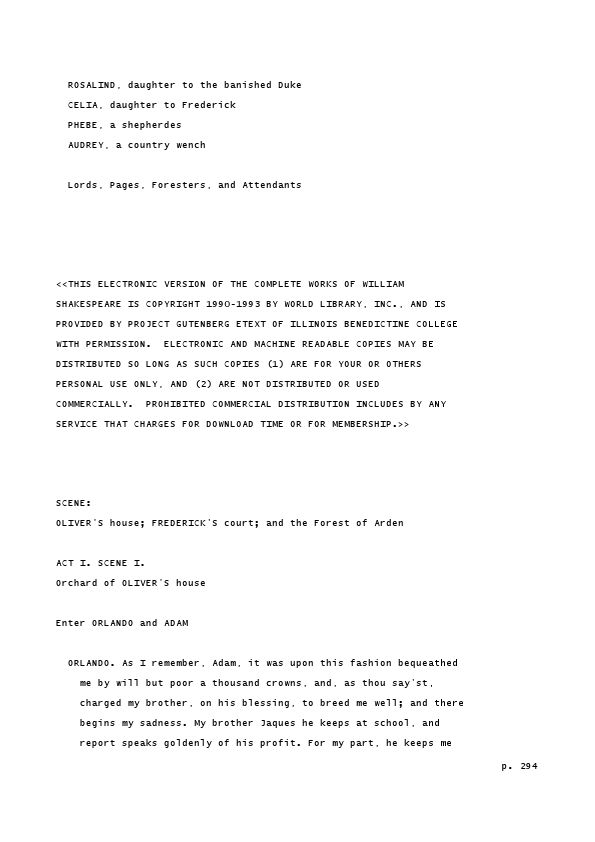 ROSALIND, daughter to the banished Duke
CELIA, daughter to Frederick
PHEBE, a shepherdes
AUDREY, a country wench
Lords, Pages, Foresters, and Attendants
<<THIS ELECTRONIC VERSION OF THE COMPLETE WORKS OF WILLIAM
SHAKESPEARE IS COPYRIGHT 1990-1993 BY WORLD LIBRARY, INC., AND IS
PROVIDED BY PROJECT GUTENBERG ETEXT OF ILLINOIS BENEDICTINE COLLEGE
WITH PERMISSION.  ELECTRONIC AND MACHINE READABLE COPIES MAY BE
DISTRIBUTED SO LONG AS SUCH COPIES (1) ARE FOR YOUR OR OTHERS
PERSONAL USE ONLY, AND (2) ARE NOT DISTRIBUTED OR USED
COMMERCIALLY.  PROHIBITED COMMERCIAL DISTRIBUTION INCLUDES BY ANY
SERVICE THAT CHARGES FOR DOWNLOAD TIME OR FOR MEMBERSHIP.>>
SCENE:
OLIVER'S house; FREDERICK'S court; and the Forest of Arden
ACT I. SCENE I.
Orchard of OLIVER'S house
Enter ORLANDO and ADAM
ORLANDO. As I remember, Adam, it was upon this fashion bequeathed
me by will but poor a thousand crowns, and, as thou say'st,
charged my brother, on his blessing, to breed me well; and there
begins my sadness. My brother Jaques he keeps at school, and
report speaks goldenly of his profit. For my part, he keeps me
p. 294